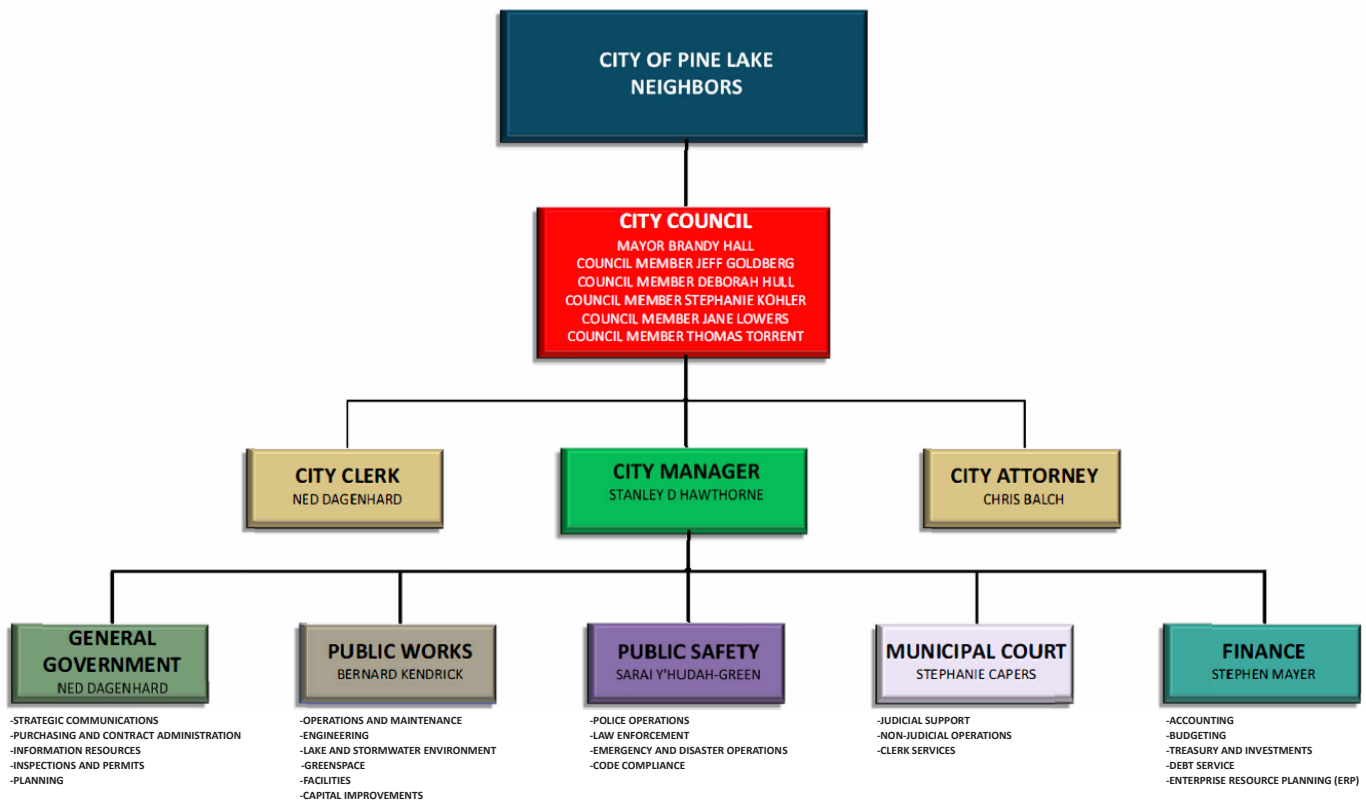 CITY OF PINE LAKE
NEIGHBORS
CITY COUNCIL
MAYOR BRANDY HALL
COUNCIL MEMBER JEFF GOLDBERG
COUNCIL MEMBER DEBORAH HULL
COUNCIL MEMBER STEPHANIE KOHLER
COUNCIL MEMBER JANE LOWERS
COUNCIL MEMBER THOMAS TORRENT
CITY CLERK
NED DAGENHARD
CITY MANAGER
STANLEY D HAWTHORNE
CITY ATTORNEY
CHRIS BALCH
GENERAL
GOVERNMENT
NED DAGENHARD
-STRATEGIC COMMUNICATIONS
-PURCHASING AND CONTRACT ADMINISTRATION
-INFORMATION RESOURCES
-INSPECTIONS AND PERMITS
-PLANNING
PUBLIC WORKS
BERNARD KENDRICK
-OPERATIONS AND MAINTENANCE
-ENGINEERING
-LAKE AND STORMWATER ENVIRONMENT
-GREENSPACE
-FACILITIES
-CAPITAL IMPROVEMENTS
PUBLIC SAFETY
SARAI Y'HUDAH-GREEN
-POLICE OPERATIONS
-LAW ENFORCEMENT
-EMERGENCY AND DISASTER OPERATIONS
-CODE COMPLIANCE
MUNICIPAL COURT
STEPHANIE CAPERS
-JUDICIAL SUPPORT
-NON-JUDICIAL OPERATIONS
-CLERK SERVICES
FINANCE
STEPHEN MAYER
-ACCOUNTING
-BUDGETING
-TREASURY AND INVESTMENTS
-DEBT SERVICE
-ENTERPRISE RESOURCE PLANNING (ERP)